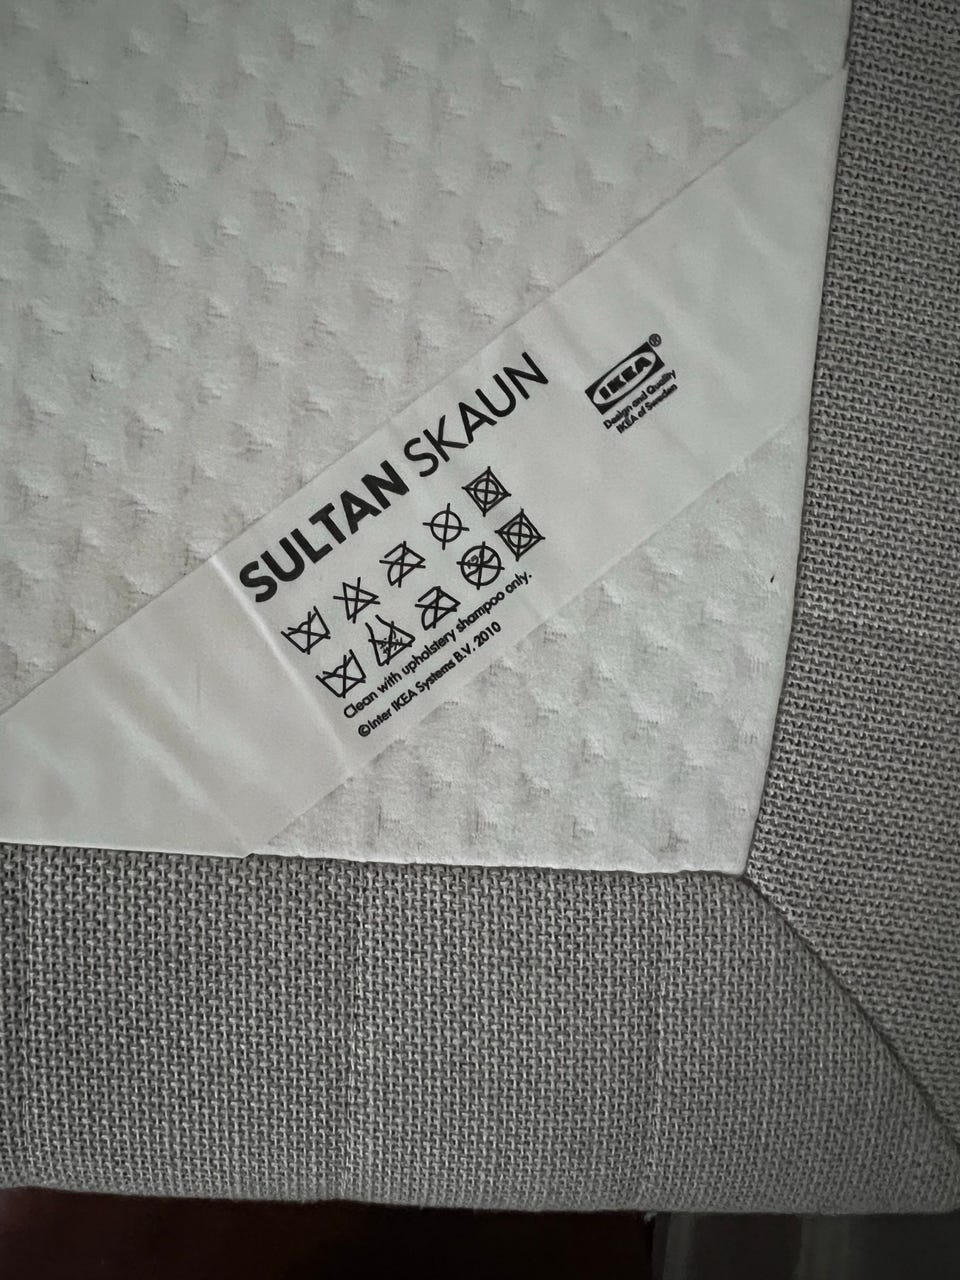 SULTAN SKAUN
IKEA®
Design and Quality
IKEA of Sweden
Clean with upholstery shampoo only.
©Inter IKEA Systems B.V. 2010